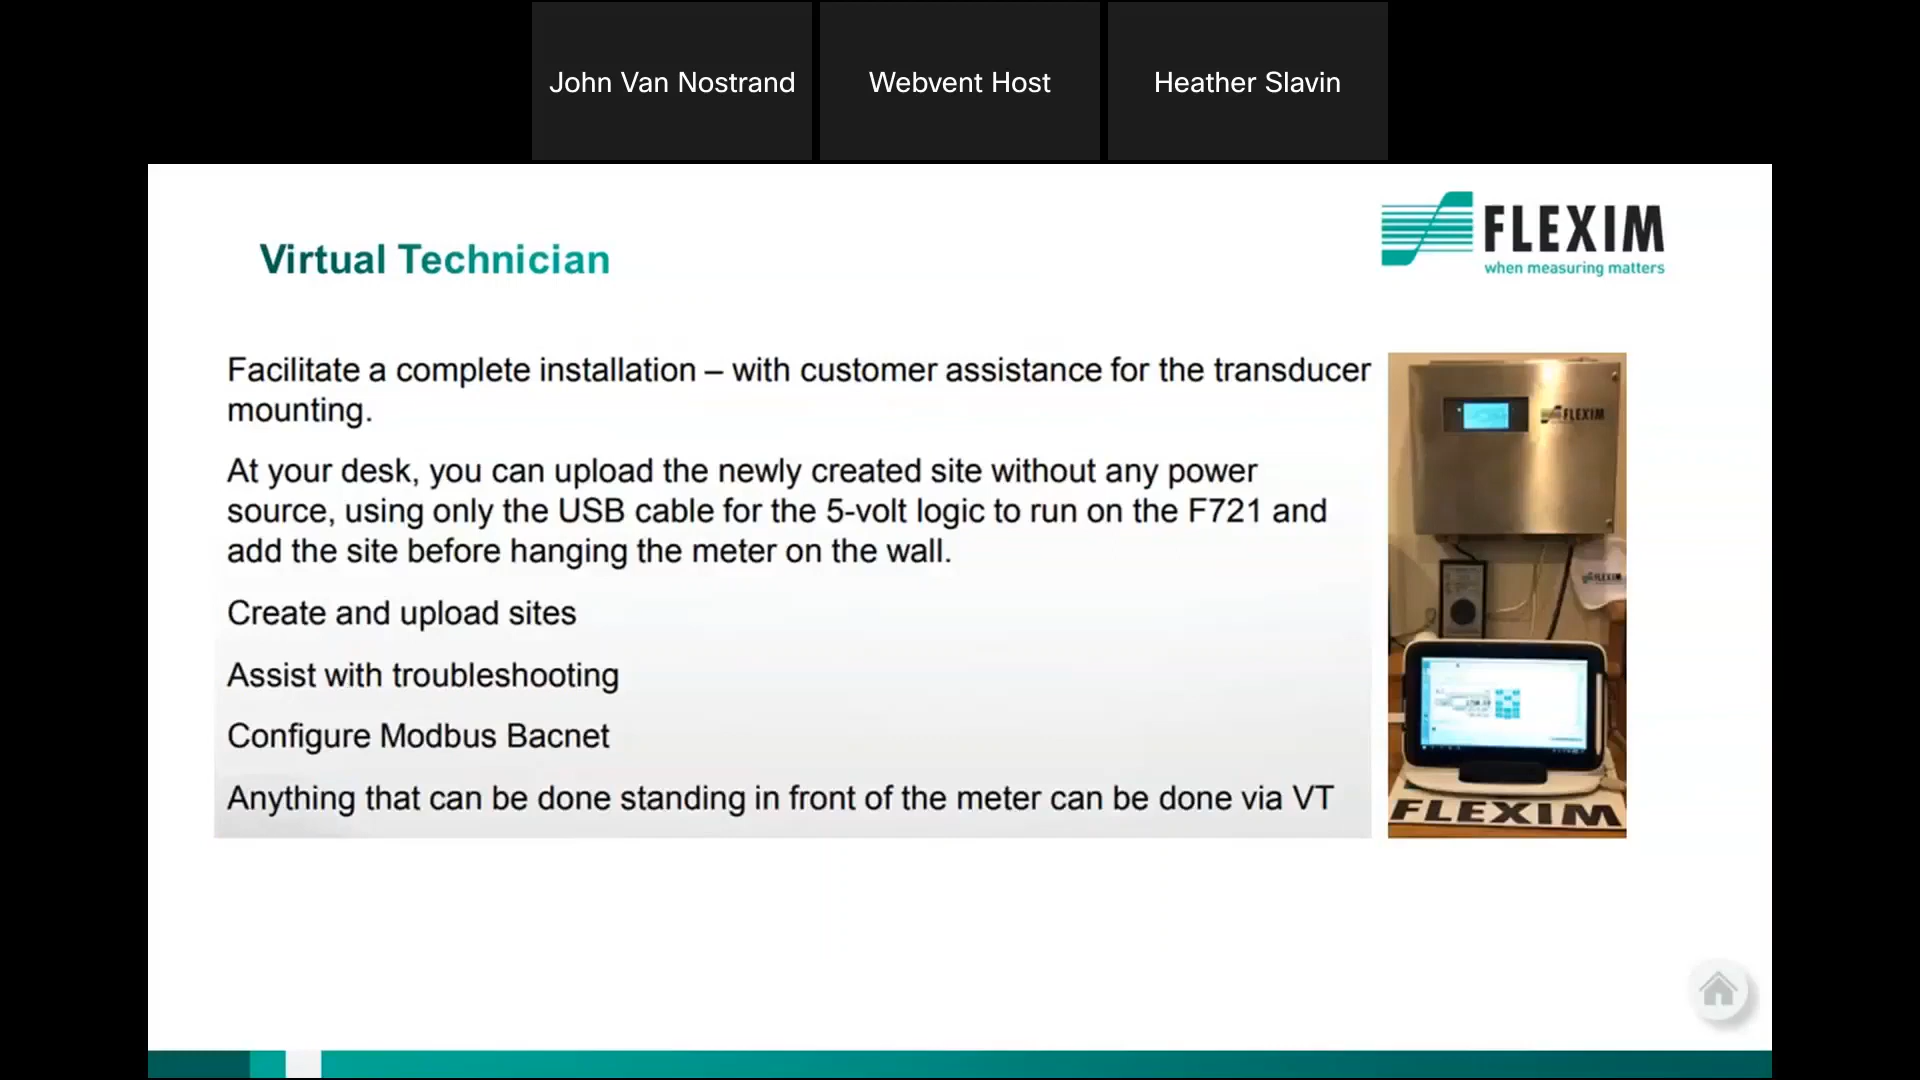 John Van Nostrand
Webvent Host
Heather Slavin
FLEXIM
when measuring matters
Virtual Technician
Facilitate a complete installation – with customer assistance for the transducer
mounting.
At your desk, you can upload the newly created site without any power
source, using only the USB cable for the 5-volt logic to run on the F721 and
add the site before hanging the meter on the wall.
Create and upload sites
Assist with troubleshooting
Configure Modbus Bacnet
Anything that can be done standing in front of the meter can be done via VT
FLEXIM
FLEXIM
FLEXIM